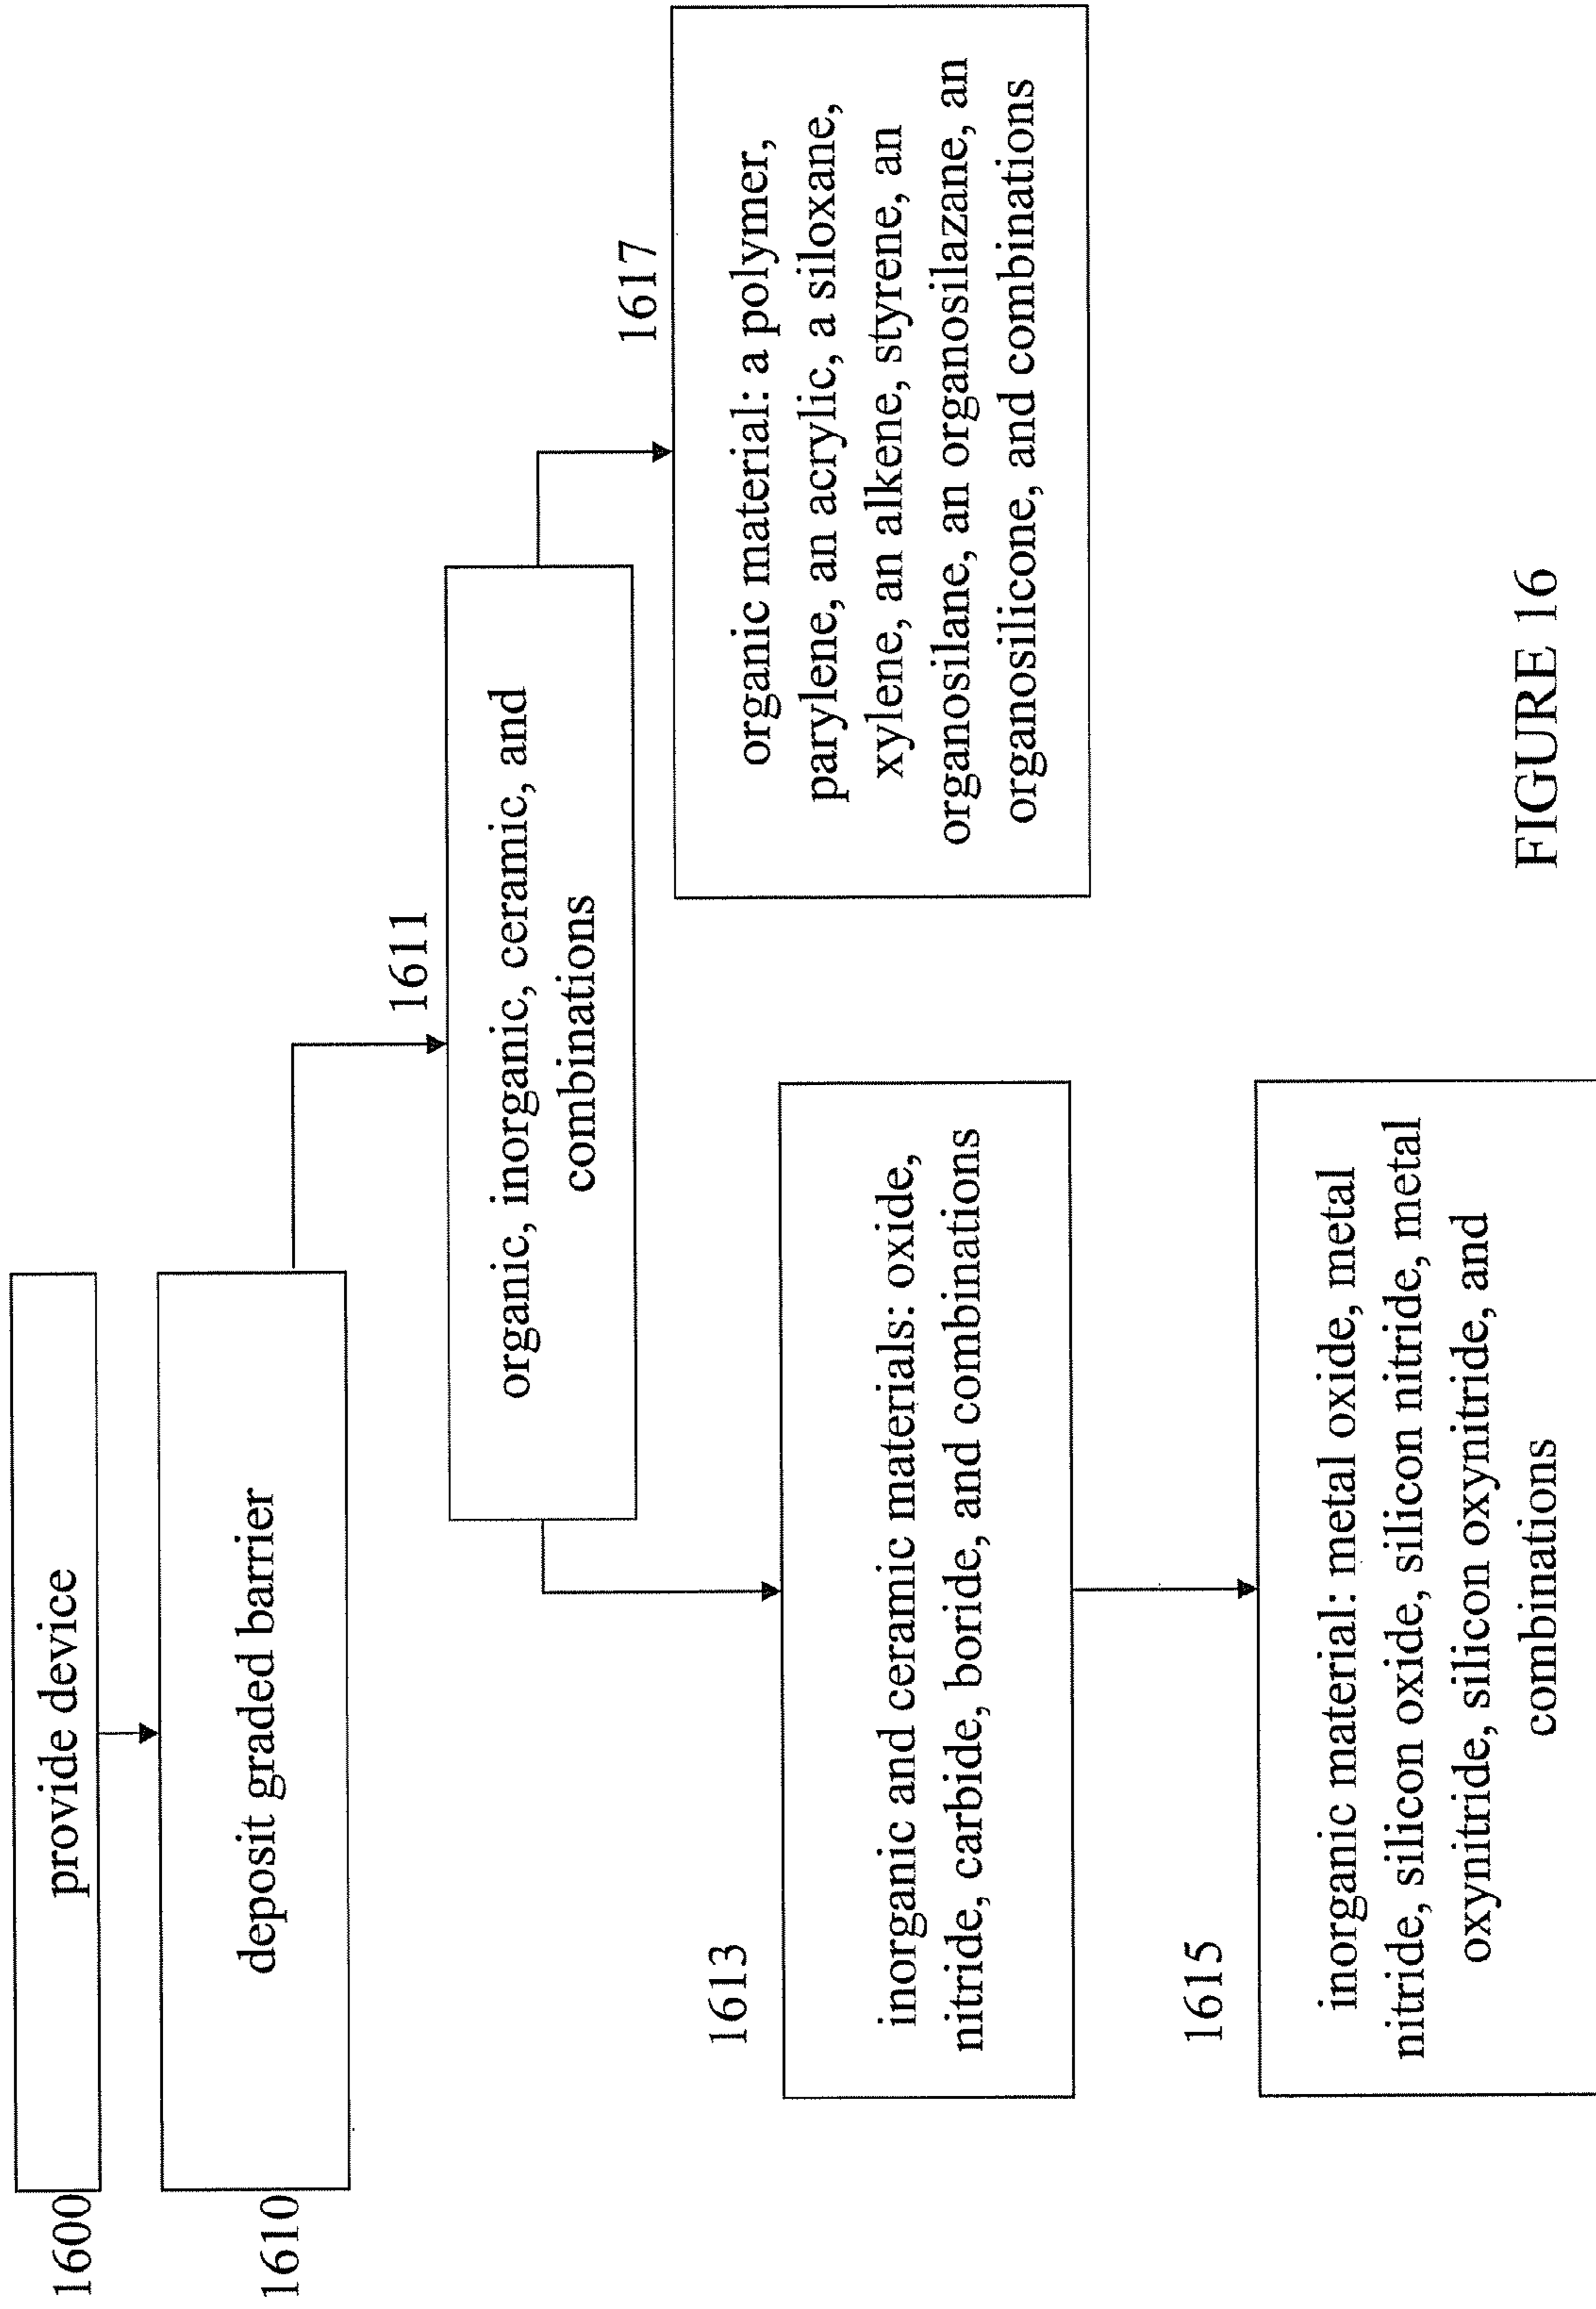 1600
provide device
1610
deposit graded barrier
1611
organic, inorganic, ceramic, and
combinations
1613
inorganic and ceramic materials: oxide,
nitride, carbide, boride, and combinations
1615
inorganic material: metal oxide, metal
nitride, silicon oxide, silicon nitride, metal
oxynitride, silicon oxynitride, and
combinations
1617
organic material: a polymer,
parylene, an acrylic, a siloxane,
xylene, an alkene, styrene, an
organosilane, an organosilazane, an
organosilicone, and combinations
FIGURE 16